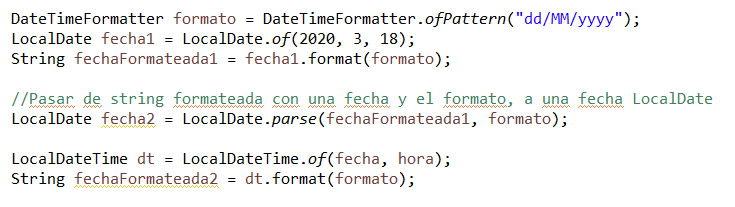 DateTimeFormatter formato = DateTimeFormatter.ofPattern("dd/MM/yyyy");
LocalDate fecha1 = LocalDate.of(2020, 3, 18);
String fechaFormateada1 = fecha1.format(formato);
//Pasar de string formateada con una fecha y el formato, a una fecha LocalDate
LocalDate fecha2 = LocalDate.parse(fechaFormateada1, formato);
LocalDateTime dt = LocalDateTime.of(fecha, hora);
String fechaFormateada2 = dt.format(formato);